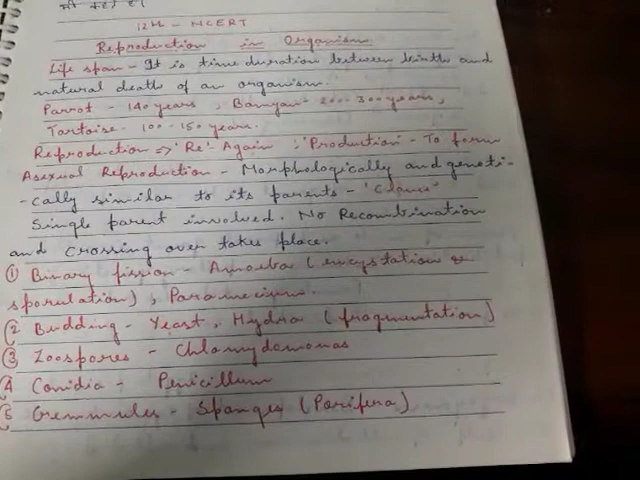 12th - NCERT
Reproduction in Organism
Life span - It is time duration between birth and
natural death of an organism.
Parrot - 140 years, Banyan - 200-300 years,
Tortoise - 100-150 years.
Reproduction => 'Re' - Again ; 'Production' - To form
Asexual Reproduction - Morphologically and geneti-
-cally similar to its parents - 'Clone'
Single parent involved. No Recombination
and crossing over takes place.
① Binary fission - Amoeba (encystation &
sporulation), Paramecium.
② Budding - Yeast, Hydra (fragmentation)
③ Zoospores - Chlamydomonas
④ Conidia - Penicillum
⑤ Gemmules - Sponges (Porifera)